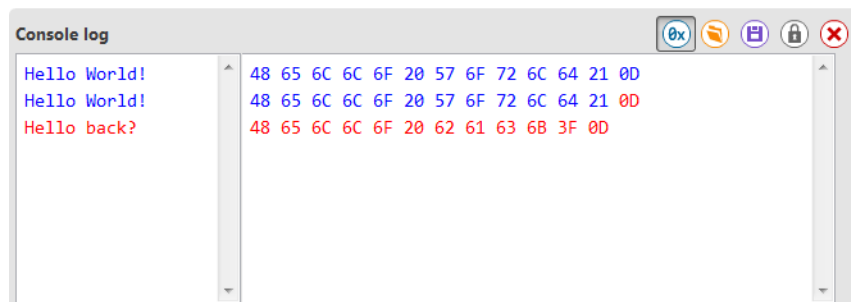 Console log 0x
Hello World! 48 65 6C 6C 6F 20 57 6F 72 6C 64 21 0D
Hello World! 48 65 6C 6C 6F 20 57 6F 72 6C 64 21 0D
Hello back? 48 65 6C 6C 6F 20 62 61 63 6B 3F 0D